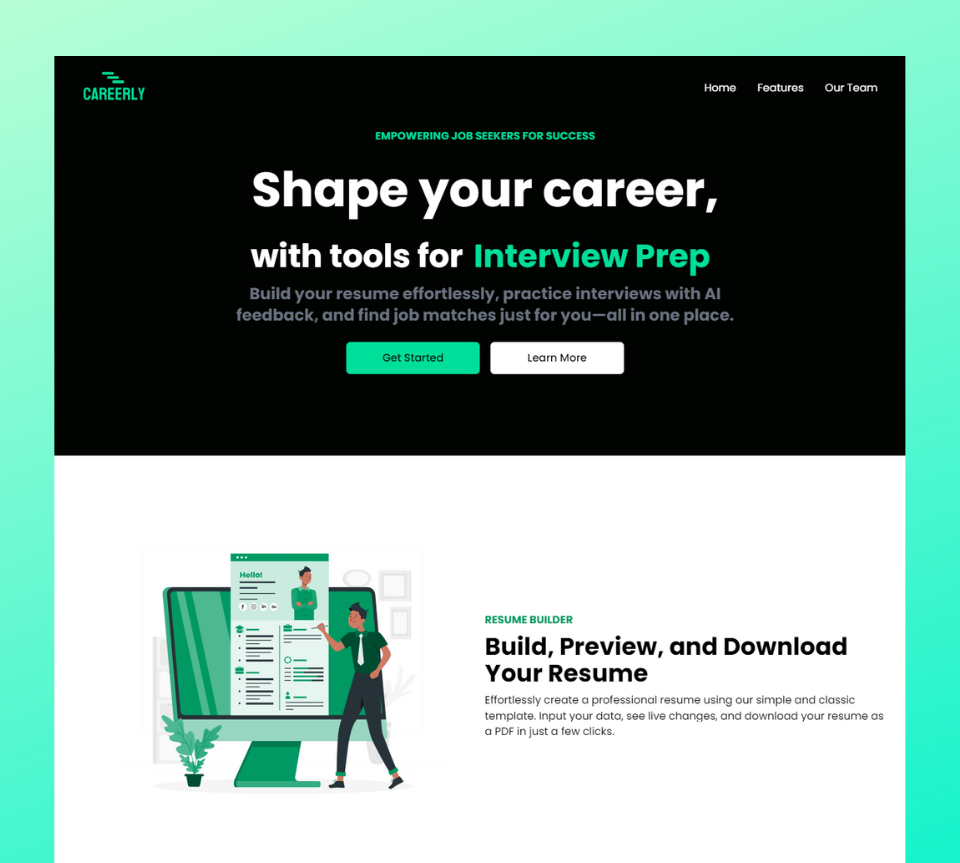 CAREERLY
Home Features Our Team
EMPOWERING JOB SEEKERS FOR SUCCESS
Shape your career,
with tools for Interview Prep
Build your resume effortlessly, practice interviews with AI
feedback, and find job matches just for you—all in one place.
Get Started Learn More
Hello!
RESUME BUILDER
Build, Preview, and Download
Your Resume
Effortlessly create a professional resume using our simple and classic
template. Input your data, see live changes, and download your resume as
a PDF in just a few clicks.